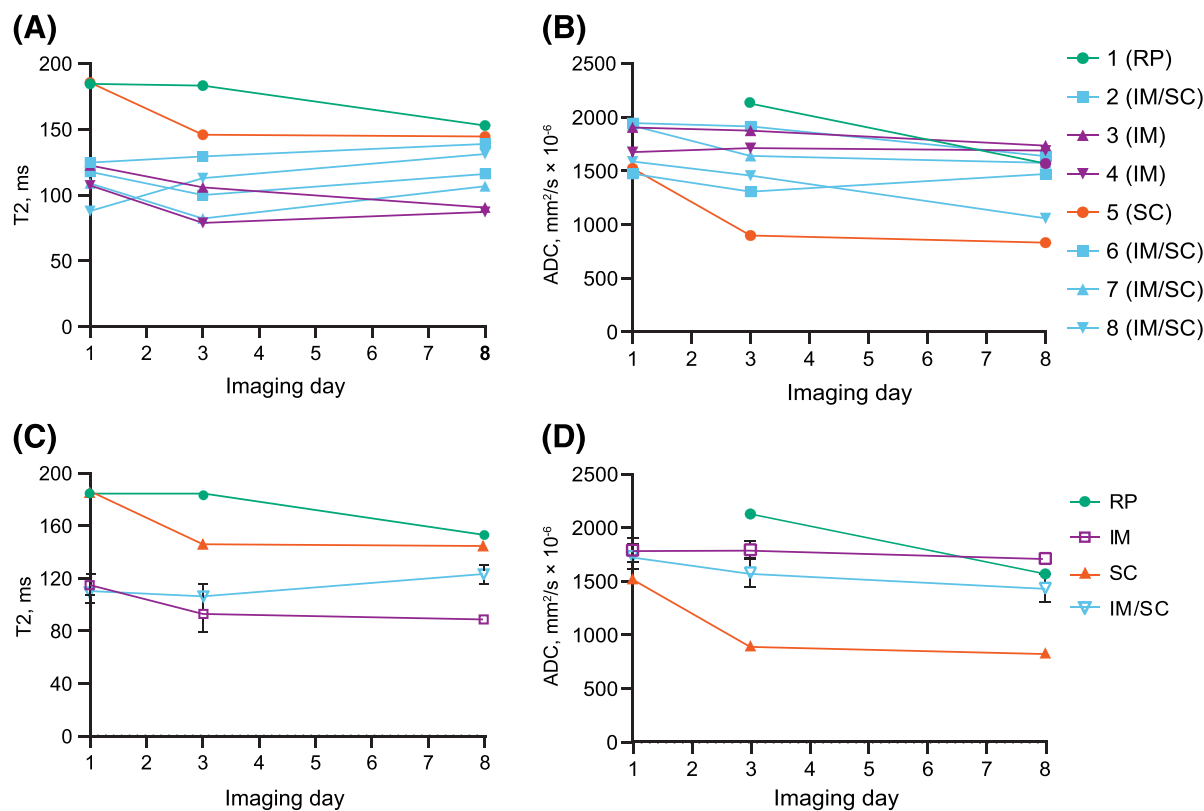 (A)
200
150
100
50
0
T2, ms
1 2 3 4 5 6 7 8
Imaging day
(B)
2500
2000
1500
1000
500
0
ADC, mm²/s × 10⁻⁶
1 2 3 4 5 6 7 8
Imaging day
1 (RP)
2 (IM/SC)
3 (IM)
4 (IM)
5 (SC)
6 (IM/SC)
7 (IM/SC)
8 (IM/SC)
(C)
200
160
120
80
40
0
T2, ms
1 2 3 4 5 6 7 8
Imaging day
(D)
2500
2000
1500
1000
500
0
ADC, mm²/s × 10⁻⁶
1 2 3 4 5 6 7 8
Imaging day
RP
IM
SC
IM/SC